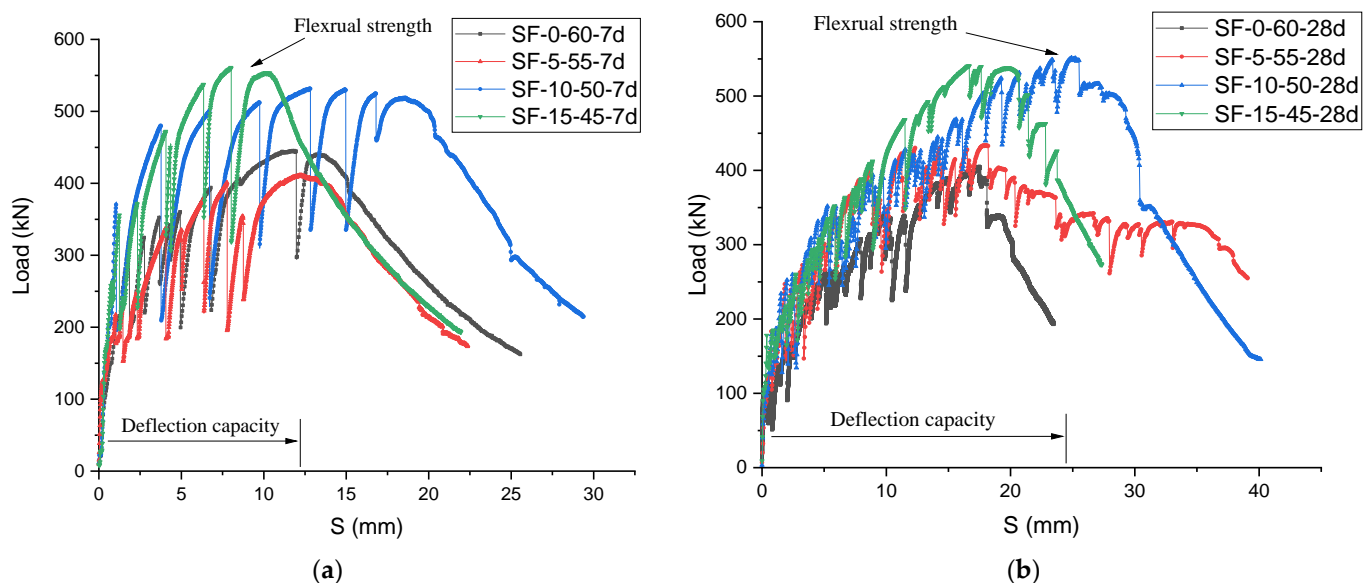 (a)
Flexrual strength
SF-0-60-7d
SF-5-55-7d
SF-10-50-7d
SF-15-45-7d
600
500
400
300
200
100
0
Load (kN)
Deflection capacity
0 5 10 15 20 25 30
S (mm)
(a)
(b)
Flexrual strength
SF-0-60-28d
SF-5-55-28d
SF-10-50-28d
SF-15-45-28d
600
500
400
300
200
100
0
Load (kN)
Deflection capacity
0 10 20 30 40
S (mm)
(b)